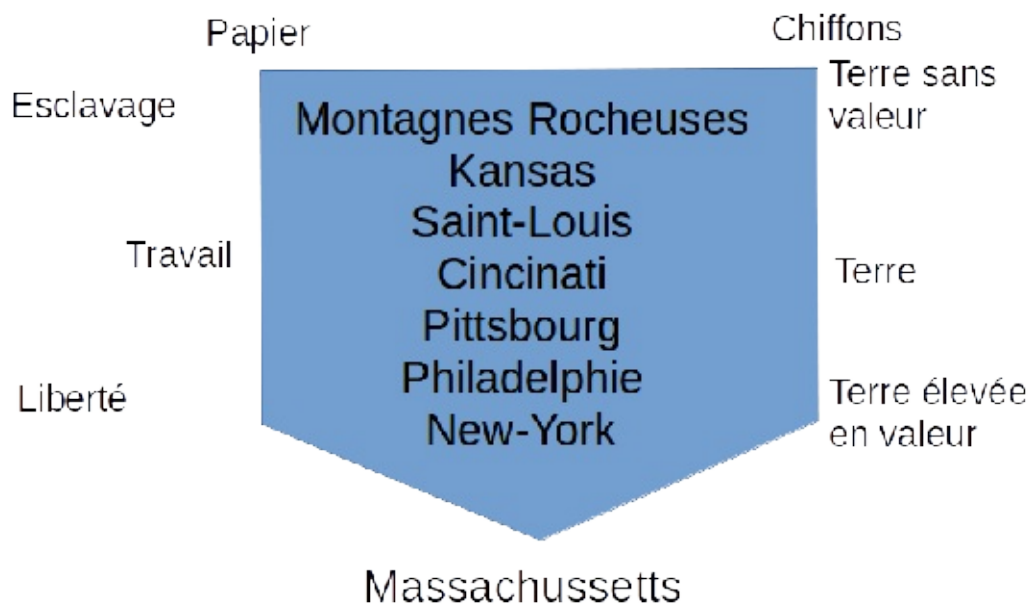 Papier
Chiffons
Esclavage
Terre sans
valeur
Montagnes Rocheuses
Kansas
Saint-Louis
Cincinati
Pittsbourg
Philadelphie
New-York
Travail
Terre
Liberté
Terre élevée
en valeur
Massachussetts